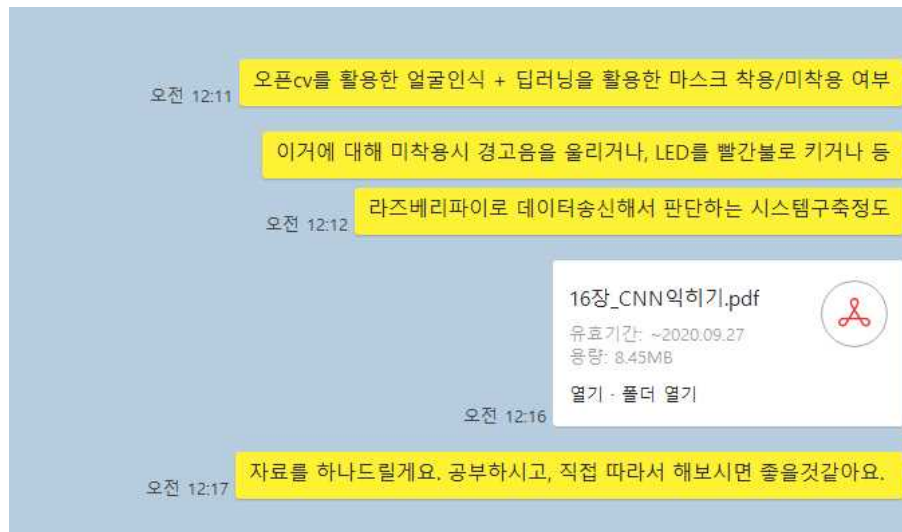 오픈cv를 활용한 얼굴인식 + 딥러닝을 활용한 마스크 착용/미착용 여부
오전 12:11
이거에 대해 미착용시 경고음을 울리거나, LED를 빨간불로 키거나 등
라즈베리파이로 데이터송신해서 판단하는 시스템구축정도
오전 12:12
16장_CNN익히기.pdf
유효기간: ~2020.09.27
용량: 8.45MB
열기 · 폴더 열기
오전 12:16
자료를 하나드릴게요. 공부하시고, 직접 따라서 해보시면 좋을것같아요.
오전 12:17